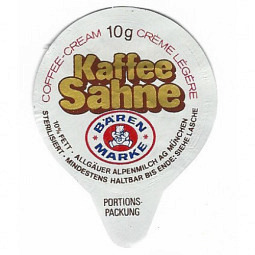 COFFEE-CREAM 10g CRÈME LÉGÈRE
Kaffee
Sahne
BÄREN
MARKE
10% FETT · ALLGÄUER ALPENMILCH AG MÜNCHEN
STERILISIERT · MINDESTENS HALTBAR BIS ENDE: SIEHE LASCHE
PORTIONS-
PACKUNG